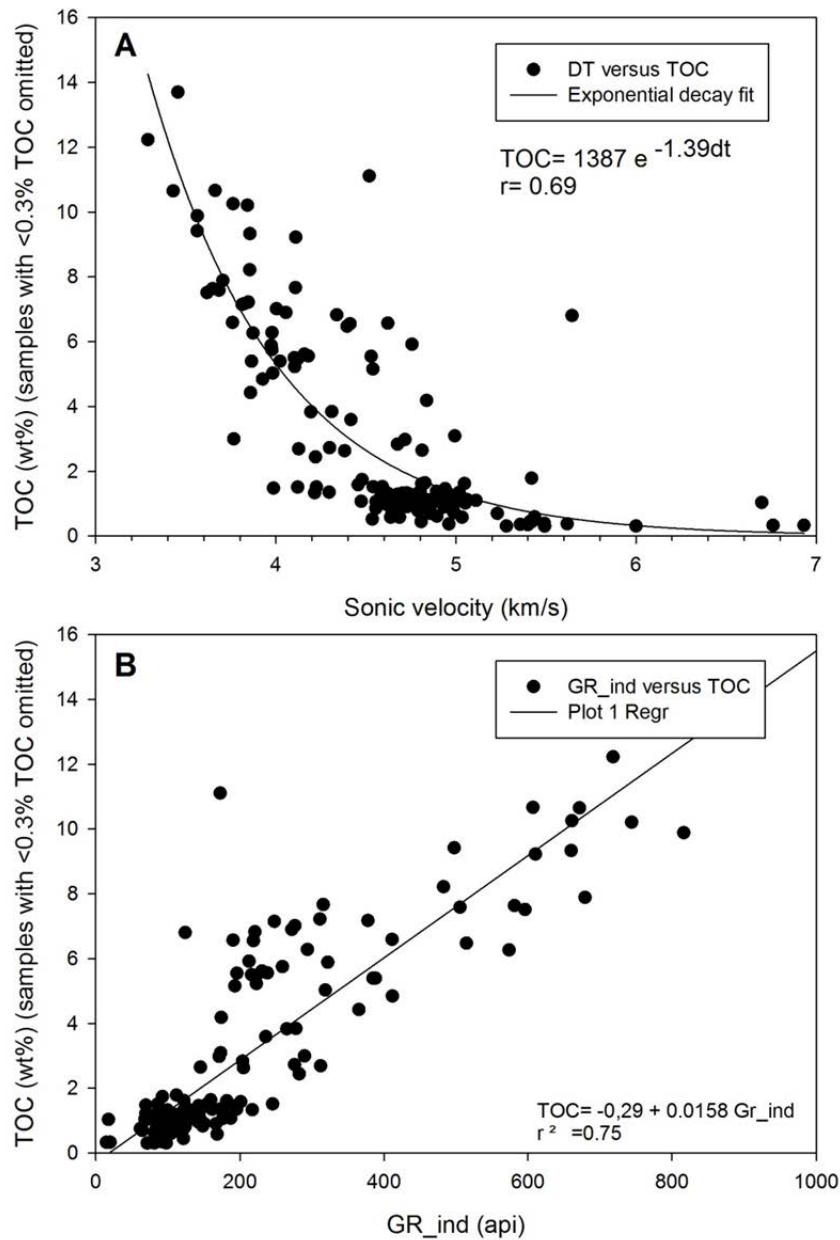 A
DT versus TOC
Exponential decay fit
TOC= 1387 e -1.39dt
r= 0.69
TOC (wt%) (samples with <0.3% TOC omitted)
16
14
12
10
8
6
4
2
0
3 4 5 6 7
Sonic velocity (km/s)
B
GR_ind versus TOC
Plot 1 Regr
TOC= -0,29 + 0.0158 Gr_ind
r ² =0.75
TOC (wt%) (samples with <0.3% TOC omitted)
16
14
12
10
8
6
4
2
0
0 200 400 600 800 1000
GR_ind (api)